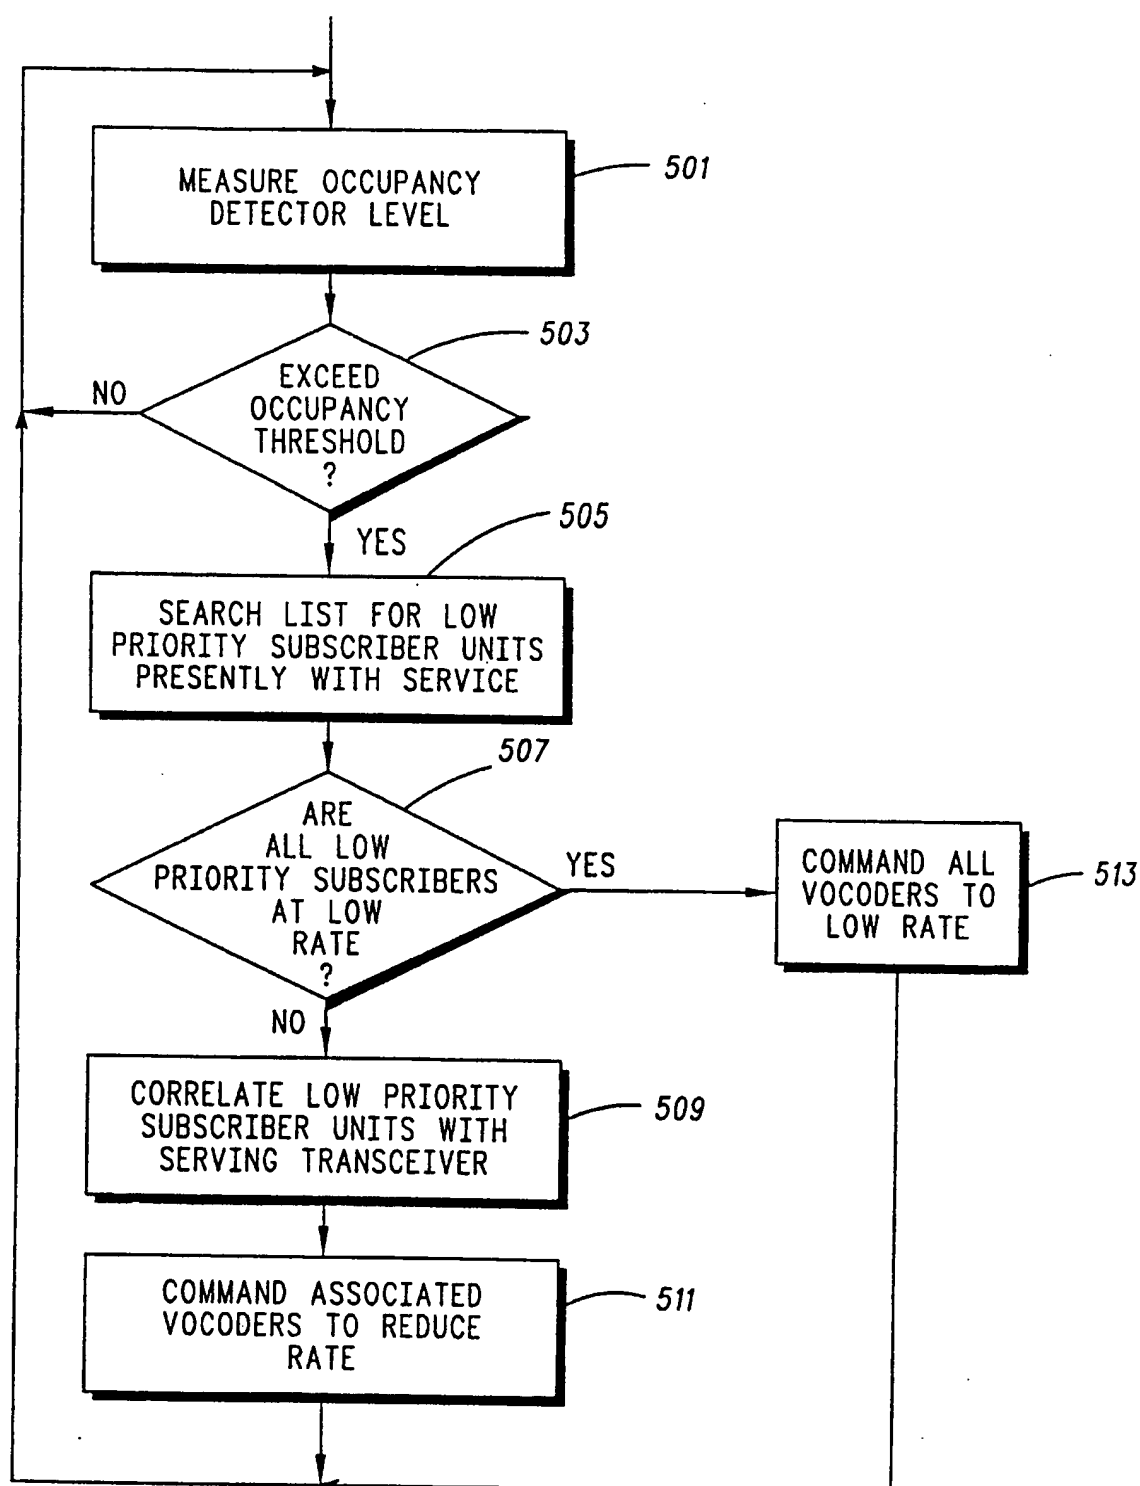 MEASURE OCCUPANCY
DETECTOR LEVEL
501
EXCEED
OCCUPANCY
THRESHOLD
?
503
NO
YES
505
SEARCH LIST FOR LOW
PRIORITY SUBSCRIBER UNITS
PRESENTLY WITH SERVICE
507
ARE
ALL LOW
PRIORITY SUBSCRIBERS
AT LOW
RATE
?
YES
COMMAND ALL
VOCODERS TO
LOW RATE
513
NO
CORRELATE LOW PRIORITY
SUBSCRIBER UNITS WITH
SERVING TRANSCEIVER
509
COMMAND ASSOCIATED
VOCODERS TO REDUCE
RATE
511